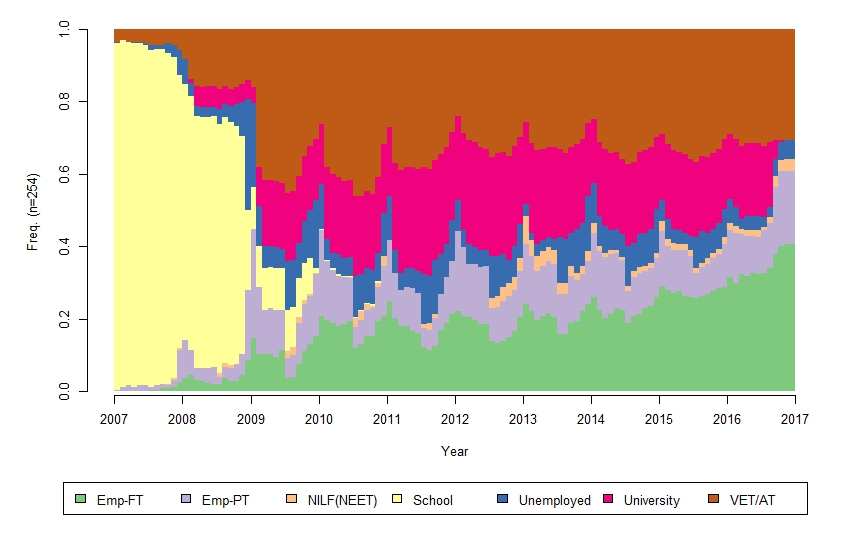 1.0
0.8
0.6
0.4
0.2
0.0
Freq. (n=254)
2007 2008 2009 2010 2011 2012 2013 2014 2015 2016 2017
Year
Emp-FT Emp-PT NILF(NEET) School Unemployed University VET/AT